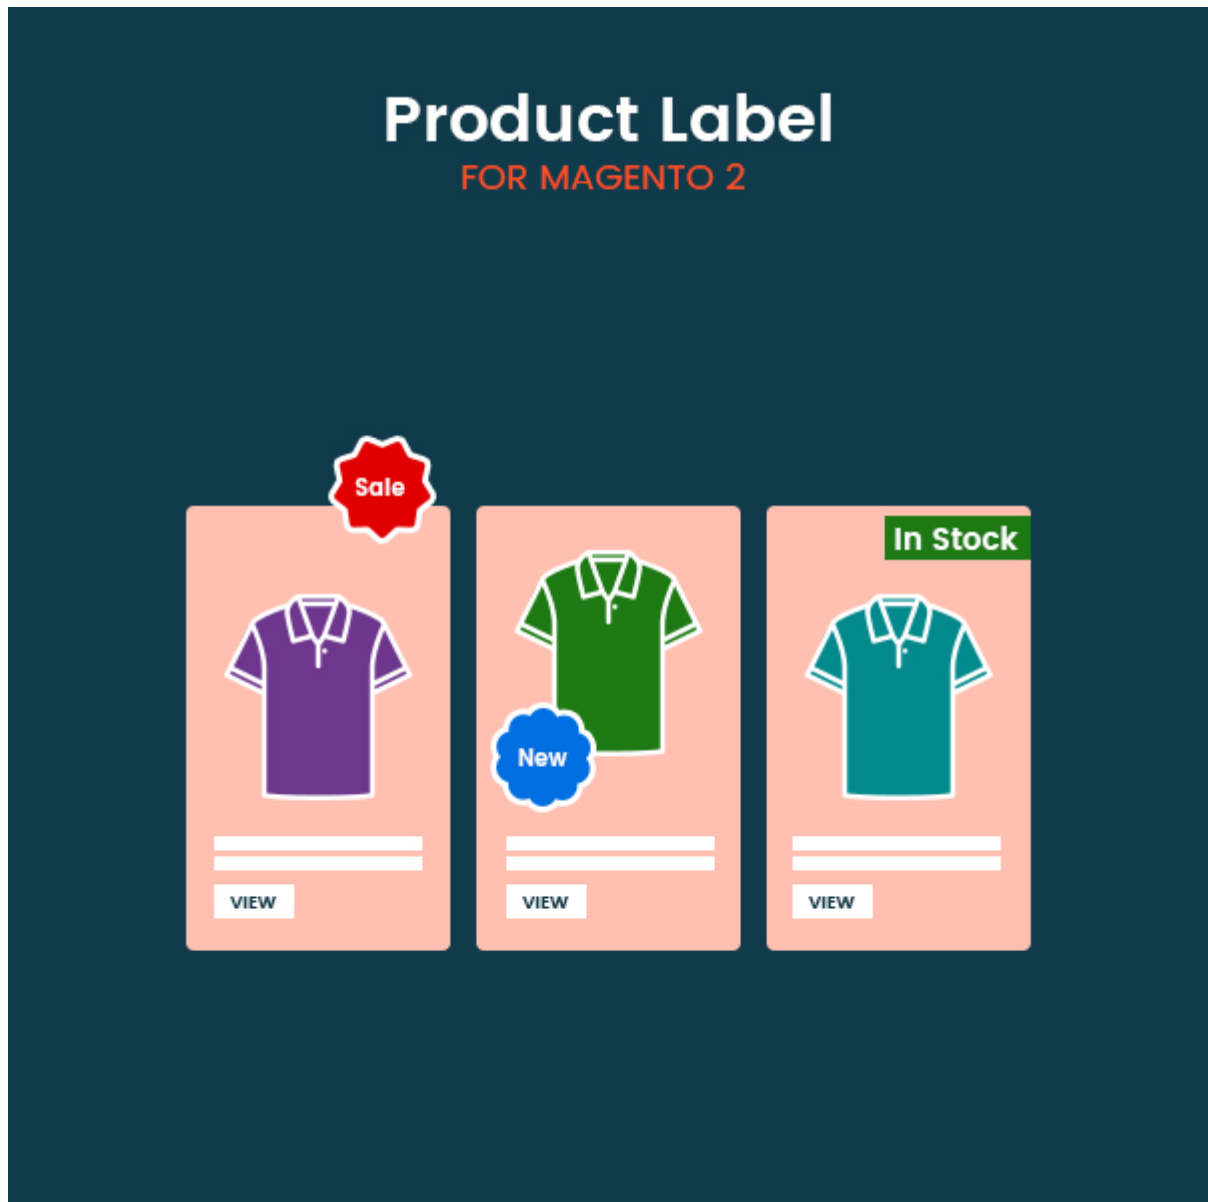 Product Label
FOR MAGENTO 2
Sale
In Stock
New
VIEW
VIEW
VIEW